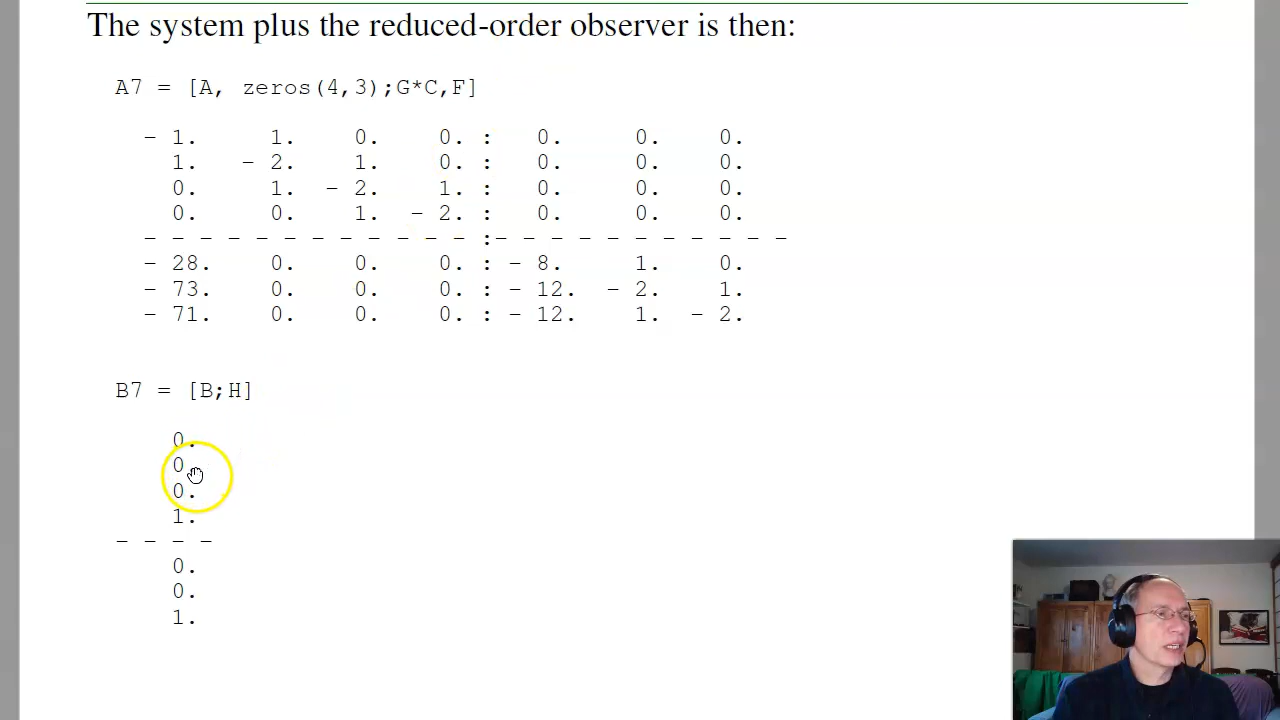 The system plus the reduced-order observer is then:
A7 = [A, zeros(4,3);G*C,F]
- 1. 1. 0. 0. : 0. 0. 0.
1. - 2. 1. 0. : 0. 0. 0.
0. 1. - 2. 1. : 0. 0. 0.
0. 0. 1. - 2. : 0. 0. 0.
- - - - - - - - - - - - :- - - - - - - - - - -
- 28. 0. 0. 0. : - 8. 1. 0.
- 73. 0. 0. 0. : - 12. - 2. 1.
- 71. 0. 0. 0. : - 12. 1. - 2.
B7 = [B;H]
0.
0.
0.
1.
- - - -
0.
0.
1.